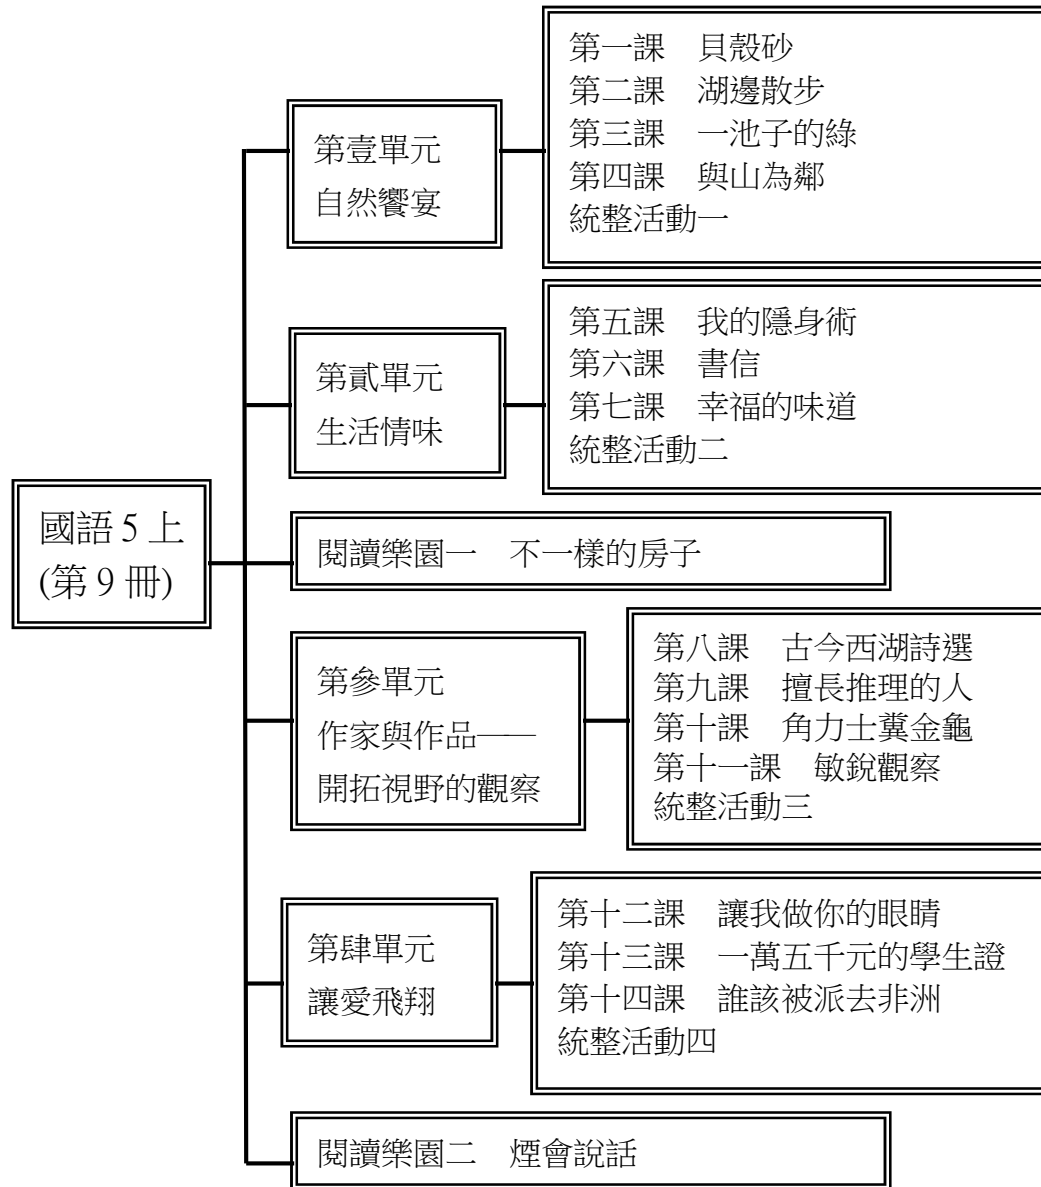 國語 5 上
(第 9 冊)
第壹單元
自然饗宴
第一課　貝殼砂
第二課　湖邊散步
第三課　一池子的綠
第四課　與山為鄰
統整活動一
第貳單元
生活情味
第五課　我的隱身術
第六課　書信
第七課　幸福的味道
統整活動二
閱讀樂園一　不一樣的房子
第參單元
作家與作品——
開拓視野的觀察
第八課　古今西湖詩選
第九課　擅長推理的人
第十課　角力士糞金龜
第十一課　敏銳觀察
統整活動三
第肆單元
讓愛飛翔
第十二課　讓我做你的眼睛
第十三課　一萬五千元的學生證
第十四課　誰該被派去非洲
統整活動四
閱讀樂園二　煙會說話